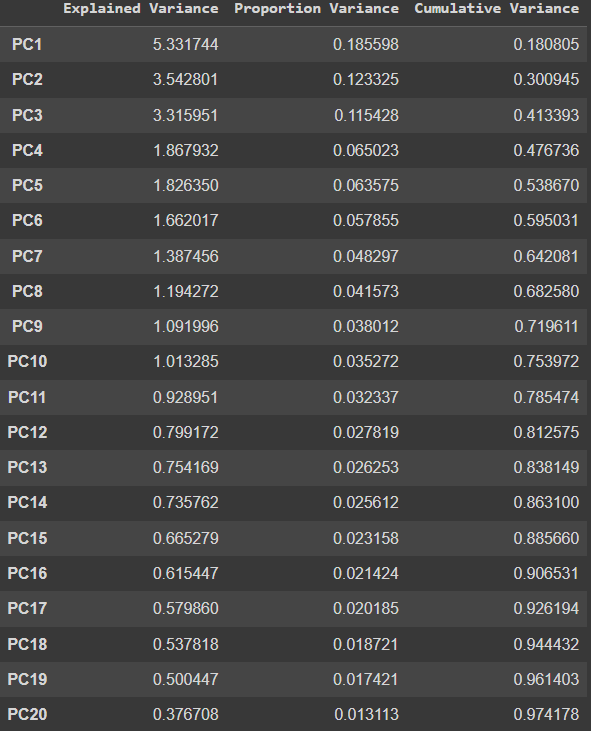 Explained Variance Proportion Variance Cumulative Variance
PC1 5.331744 0.185598 0.180805
PC2 3.542801 0.123325 0.300945
PC3 3.315951 0.115428 0.413393
PC4 1.867932 0.065023 0.476736
PC5 1.826350 0.063575 0.538670
PC6 1.662017 0.057855 0.595031
PC7 1.387456 0.048297 0.642081
PC8 1.194272 0.041573 0.682580
PC9 1.091996 0.038012 0.719611
PC10 1.013285 0.035272 0.753972
PC11 0.928951 0.032337 0.785474
PC12 0.799172 0.027819 0.812575
PC13 0.754169 0.026253 0.838149
PC14 0.735762 0.025612 0.863100
PC15 0.665279 0.023158 0.885660
PC16 0.615447 0.021424 0.906531
PC17 0.579860 0.020185 0.926194
PC18 0.537818 0.018721 0.944432
PC19 0.500447 0.017421 0.961403
PC20 0.376708 0.013113 0.974178